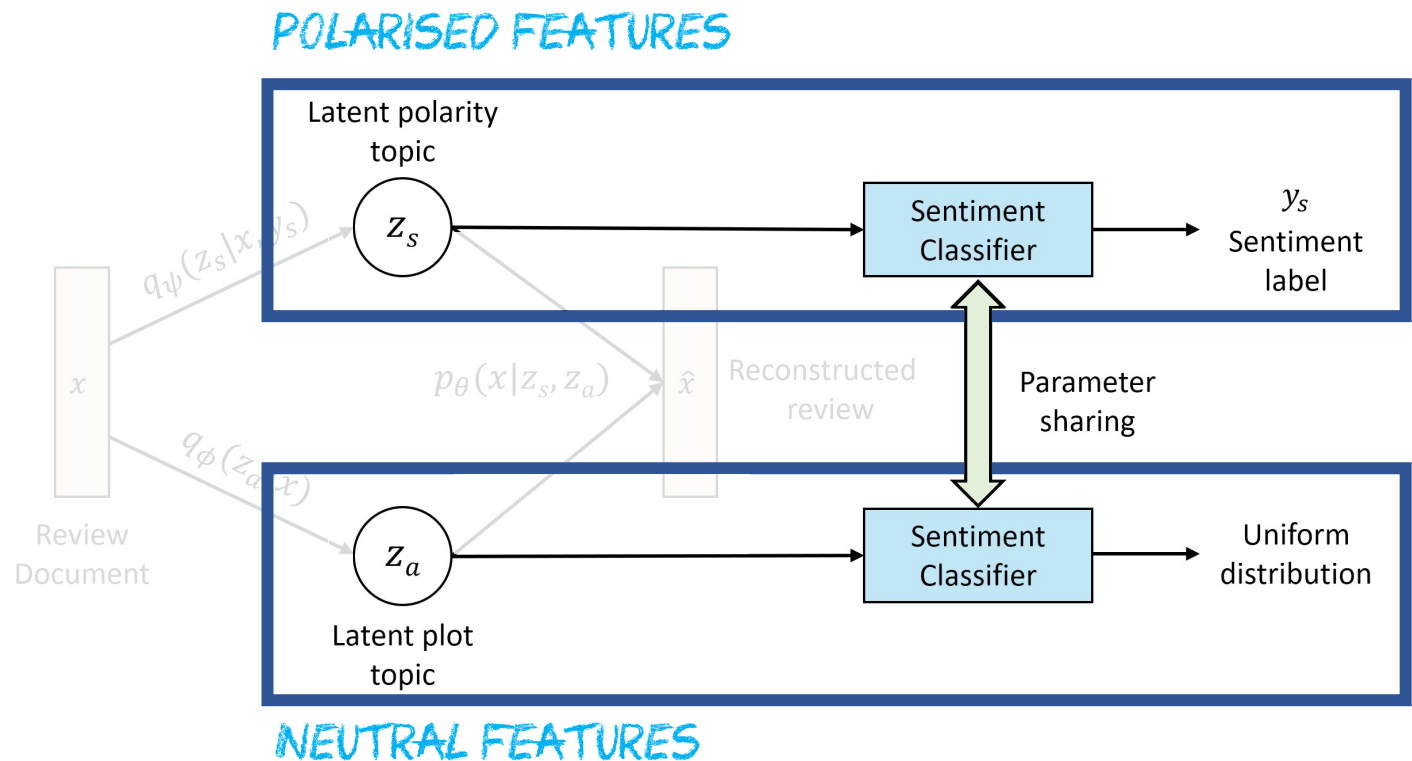 POLARISED FEATURES
Latent polarity
topic
z_s
q_ψ(z_s|x, y_s)
Sentiment
Classifier
y_s
Sentiment
label
x
p_θ(x|z_s, z_a)
x̂
Reconstructed
review
Parameter
sharing
q_ϕ(z_a|x)
Review
Document
z_a
Latent plot
topic
Sentiment
Classifier
Uniform
distribution
NEUTRAL FEATURES